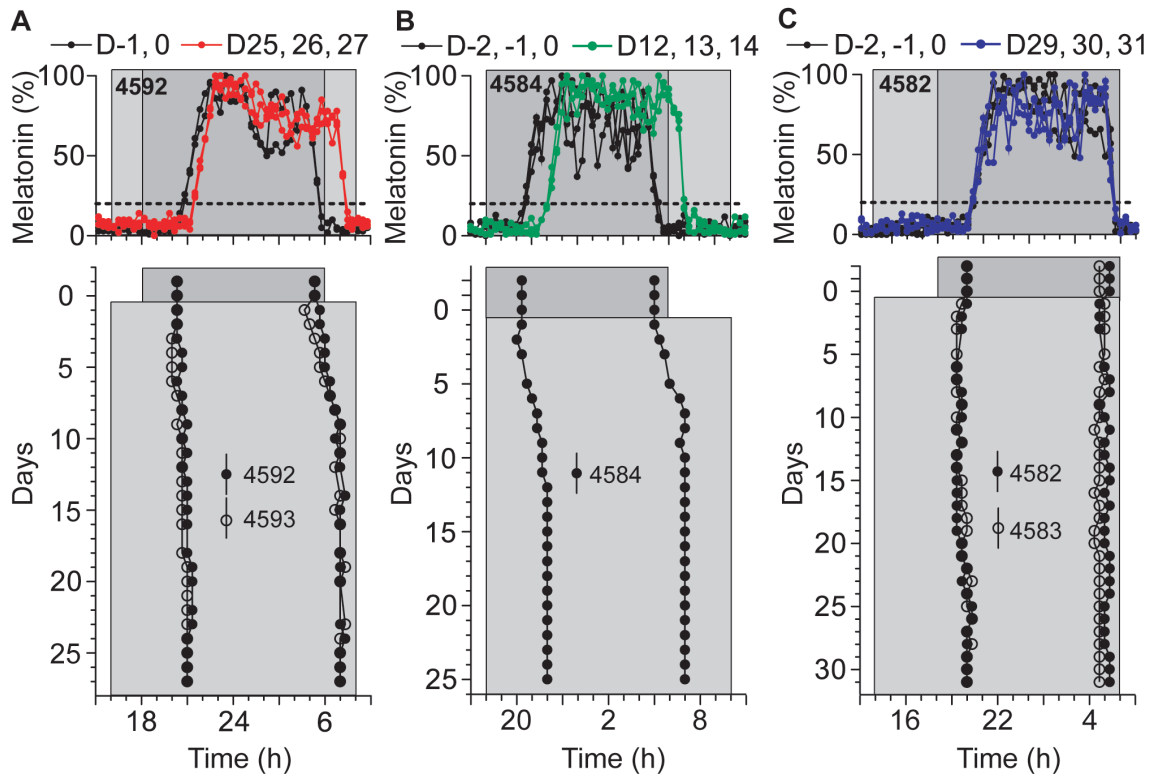 A B C
D-1, 0 D25, 26, 27 D-2, -1, 0 D12, 13, 14 D-2, -1, 0 D29, 30, 31
Melatonin (%) 100 50 0 4592
Melatonin (%) 100 50 0 4584
Melatonin (%) 100 50 0 4582
Days 0 5 10 15 20 25
4592
4593
18 24 6
Time (h)
Days 0 5 10 15 20 25
4584
20 2 8
Time (h)
Days 0 5 10 15 20 25 30
4582
4583
16 22 4
Time (h)